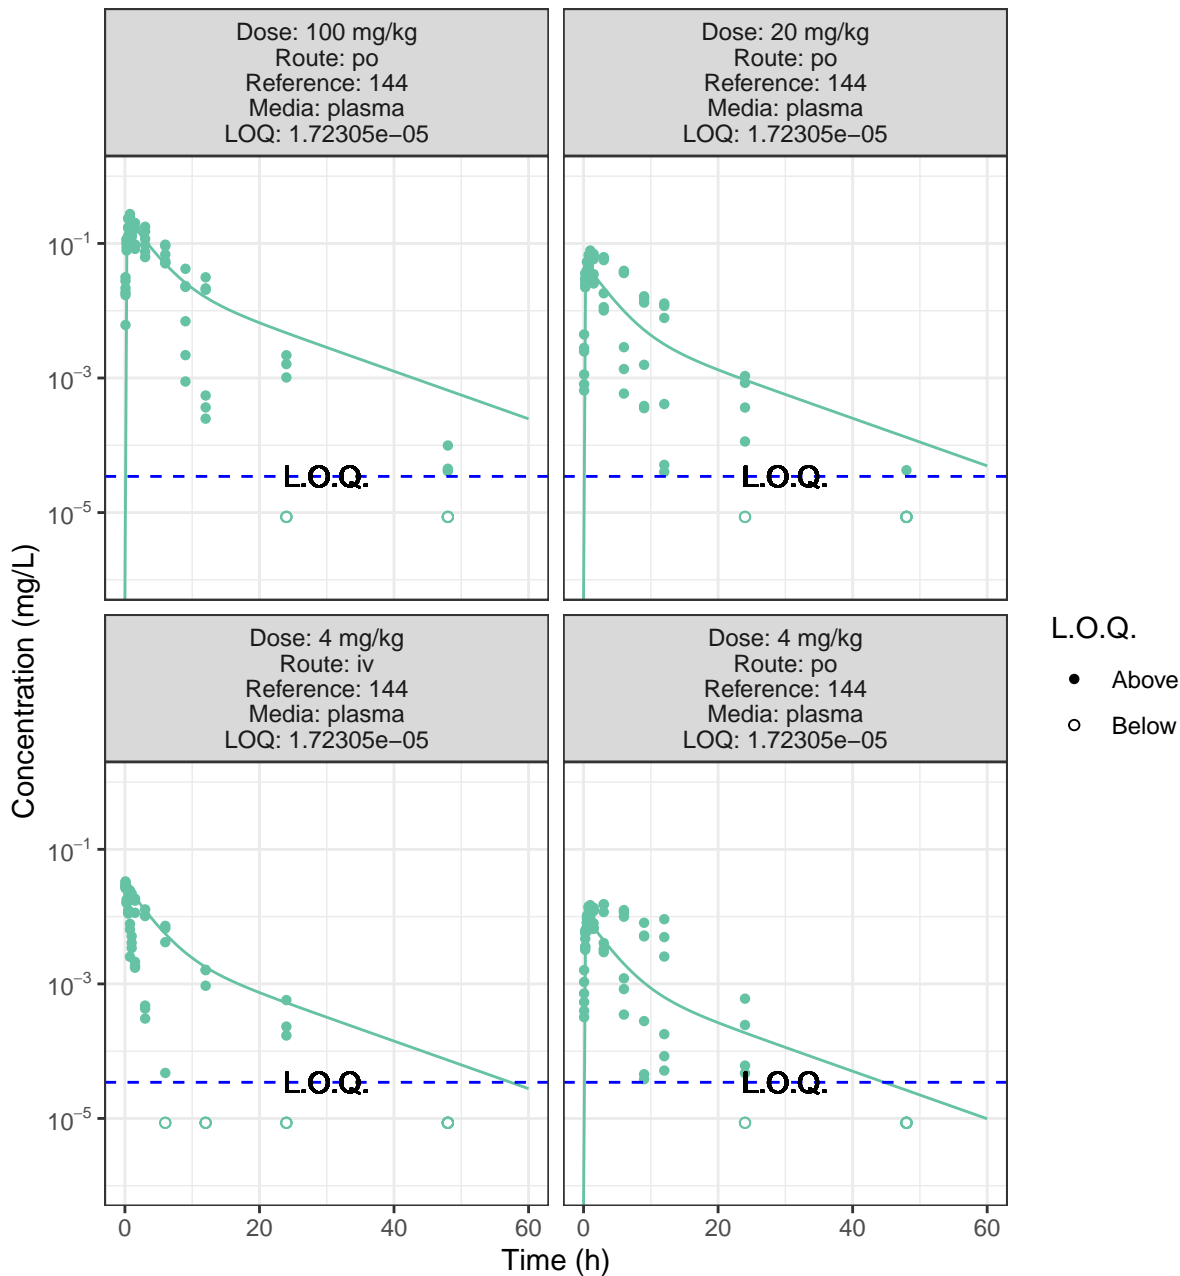 Dose: 100 mg/kg
Route: po
Reference: 144
Media: plasma
LOQ: 1.72305e−05
Dose: 20 mg/kg
Route: po
Reference: 144
Media: plasma
LOQ: 1.72305e−05
10⁻¹
10⁻³
10⁻⁵
L.O.Q.
L.O.Q.
Dose: 4 mg/kg
Route: iv
Reference: 144
Media: plasma
LOQ: 1.72305e−05
Dose: 4 mg/kg
Route: po
Reference: 144
Media: plasma
LOQ: 1.72305e−05
10⁻¹
10⁻³
10⁻⁵
L.O.Q.
L.O.Q.
0 20 40 60
0 20 40 60
Time (h)
Concentration (mg/L)
L.O.Q.
Above
Below